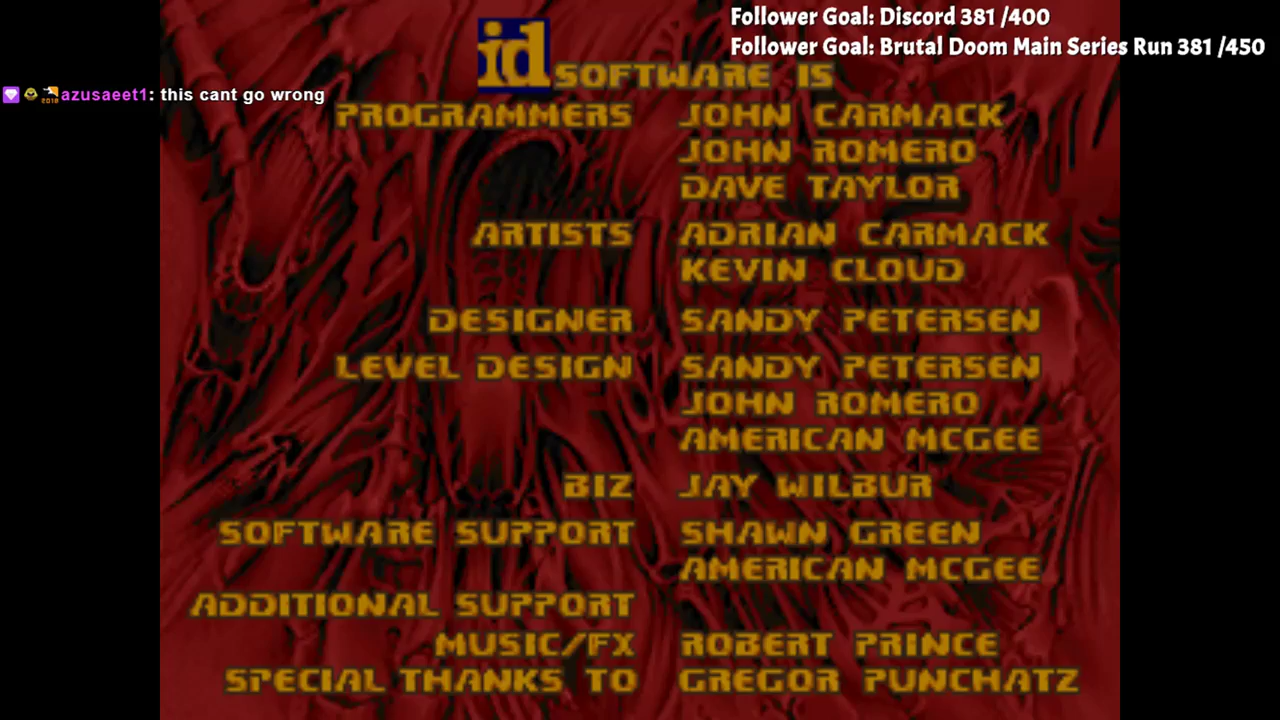 Follower Goal: Discord 381 /400
Follower Goal: Brutal Doom Main Series Run 381 /450
azusaeet1: this cant go wrong
id SOFTWARE IS
PROGRAMMERS JOHN CARMACK
JOHN ROMERO
DAVE TAYLOR
ARTISTS ADRIAN CARMACK
KEVIN CLOUD
DESIGNER SANDY PETERSEN
LEVEL DESIGN SANDY PETERSEN
JOHN ROMERO
AMERICAN MCGEE
BIZ JAY WILBUR
SOFTWARE SUPPORT SHAWN GREEN
AMERICAN MCGEE
ADDITIONAL SUPPORT
MUSIC/FX ROBERT PRINCE
SPECIAL THANKS TO GREGOR PUNCHATZ